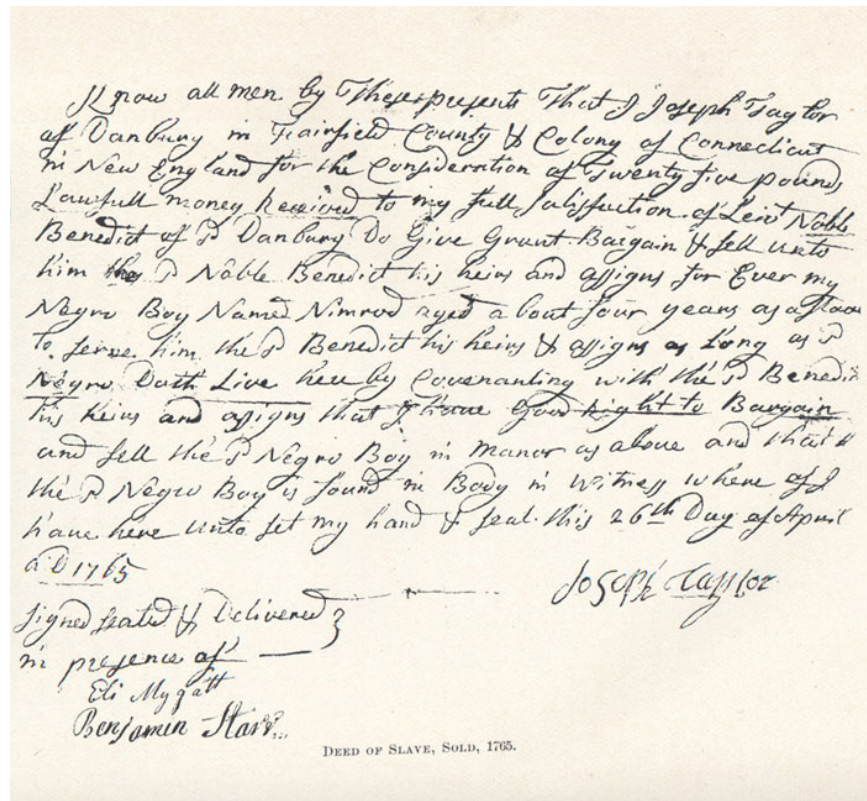 Know all men by These presents That I Joseph Taylor
of Danbury in Fairfield County & Colony of Connecticut
in New England for the Consideration of Twenty five pounds
Lawfull money Received to my full satisfaction of Leiut Noble
Benedict of sd Danbury Do Give Grant Bargain & sell unto
him the sd Noble Benedict his heirs and assigns for Ever my
Negro Boy Named Nimrod aged about four years as a slave
to serve him the sd Benedict his heirs & assigns as Long as sd
Negro Doth Live hereby Covenanting with the sd Benedict
his heirs and assigns that I have Good Right to Bargain
and sell the sd Negro Boy in Manor as above and that
the sd Negro Boy is sound in Body in Witness where of I
have here unto set my hand & seal this 26th Day of April
A:D 1765
Joseph Taylor
signed sealed & Delivered
in presence of
Eli Mygatt
Benjamin Starr
DEED OF SLAVE, SOLD, 1765.